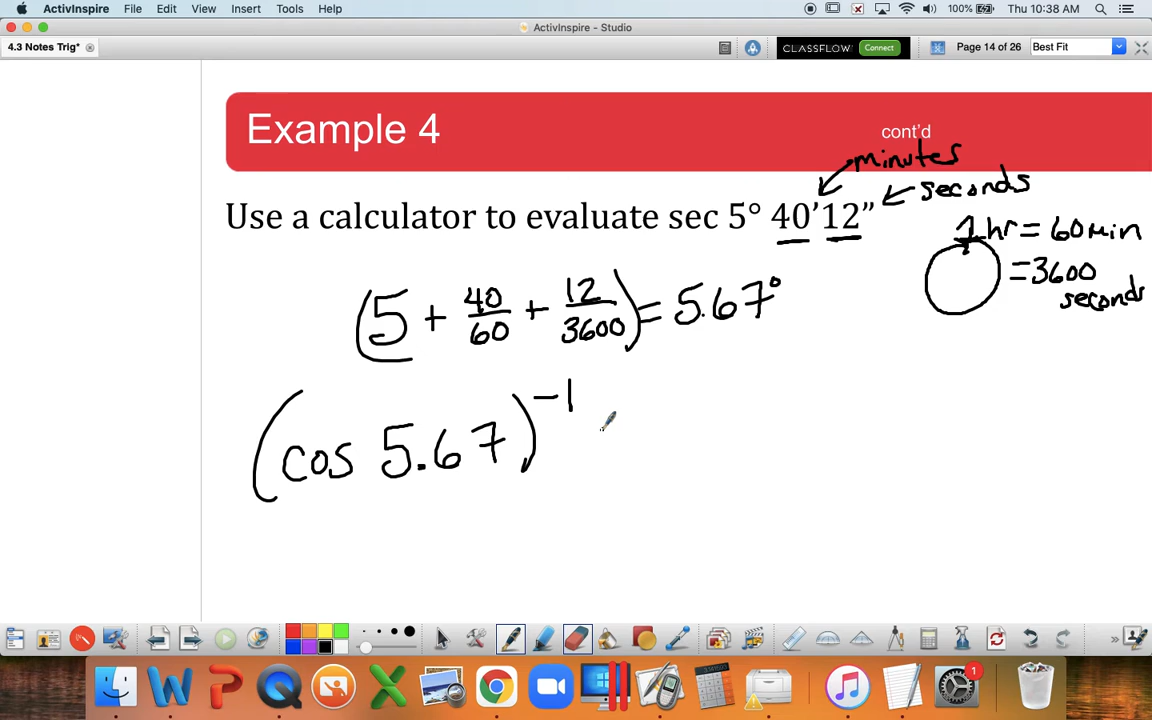 ActivInspire File Edit View Insert Tools Help 100% Thu 10:38 AM
ActivInspire - Studio
4.3 Notes Trig* CLASSFLOW Connect Page 14 of 26 Best Fit
Example 4 cont’d
minutes
seconds
Use a calculator to evaluate sec 5° 40’12”
1 hr = 60 min
= 3600 seconds
(5 + 40/60 + 12/3600) = 5.67°
(cos 5.67)^-1